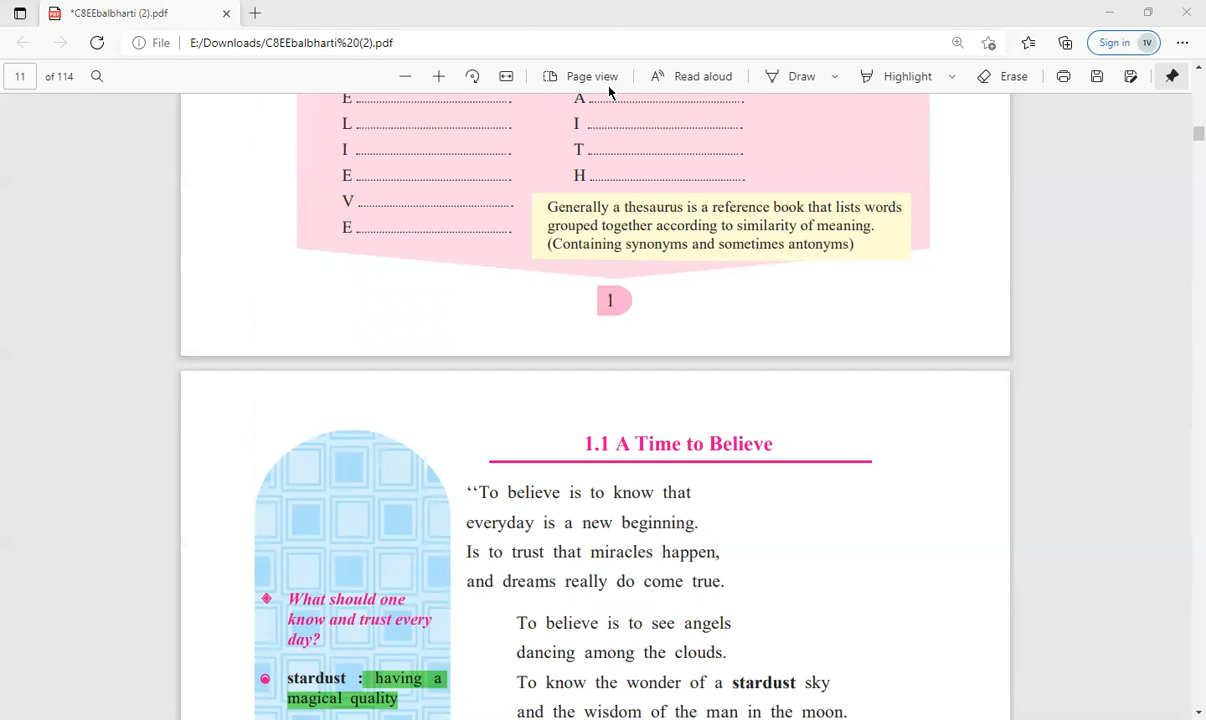 *C8EEbalbharti (2).pdf
File E:/Downloads/C8EEbalbharti%20(2).pdf Sign in 1V
11 of 114 Page view Read aloud Draw Highlight Erase
E ............................................. A .............................................
L ............................................. I .............................................
I ............................................. T .............................................
E ............................................. H .............................................
V .............................................
E .............................................
Generally a thesaurus is a reference book that lists words
grouped together according to similarity of meaning.
(Containing synonyms and sometimes antonyms)
1
1.1 A Time to Believe
‘‘To believe is to know that
everyday is a new beginning.
Is to trust that miracles happen,
and dreams really do come true.
To believe is to see angels
dancing among the clouds.
To know the wonder of a stardust sky
and the wisdom of the man in the moon.
What should one
know and trust every
day?
stardust : having a
magical quality